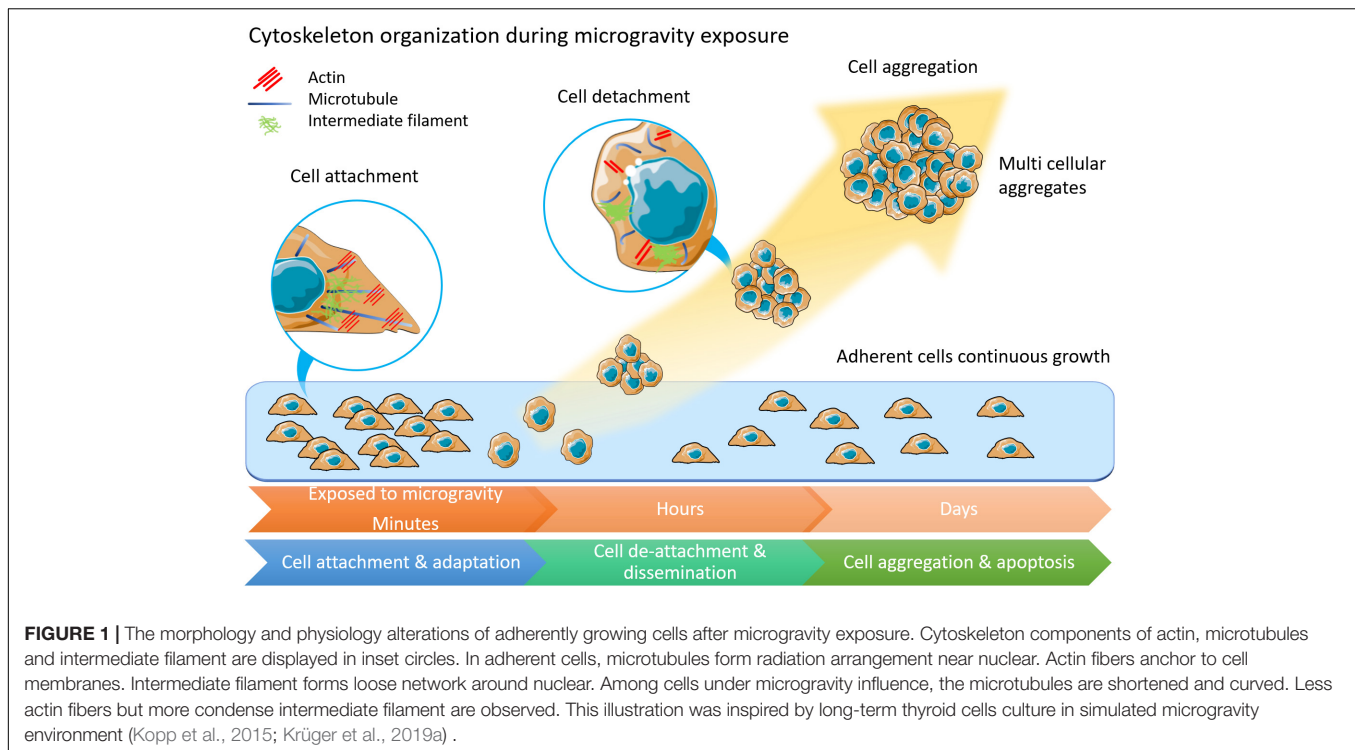 Cytoskeleton organization during microgravity exposure
Actin
Microtubule
Intermediate filament
Cell attachment
Cell detachment
Cell aggregation
Multi cellular
aggregates
Adherent cells continuous growth
Exposed to microgravity
Minutes
Hours
Days
Cell attachment & adaptation
Cell de-attachment &
dissemination
Cell aggregation & apoptosis
FIGURE 1 | The morphology and physiology alterations of adherently growing cells after microgravity exposure. Cytoskeleton components of actin, microtubules
and intermediate filament are displayed in inset circles. In adherent cells, microtubules form radiation arrangement near nuclear. Actin fibers anchor to cell
membranes. Intermediate filament forms loose network around nuclear. Among cells under microgravity influence, the microtubules are shortened and curved. Less
actin fibers but more condense intermediate filament are observed. This illustration was inspired by long-term thyroid cells culture in simulated microgravity
environment (Kopp et al., 2015; Krüger et al., 2019a) .